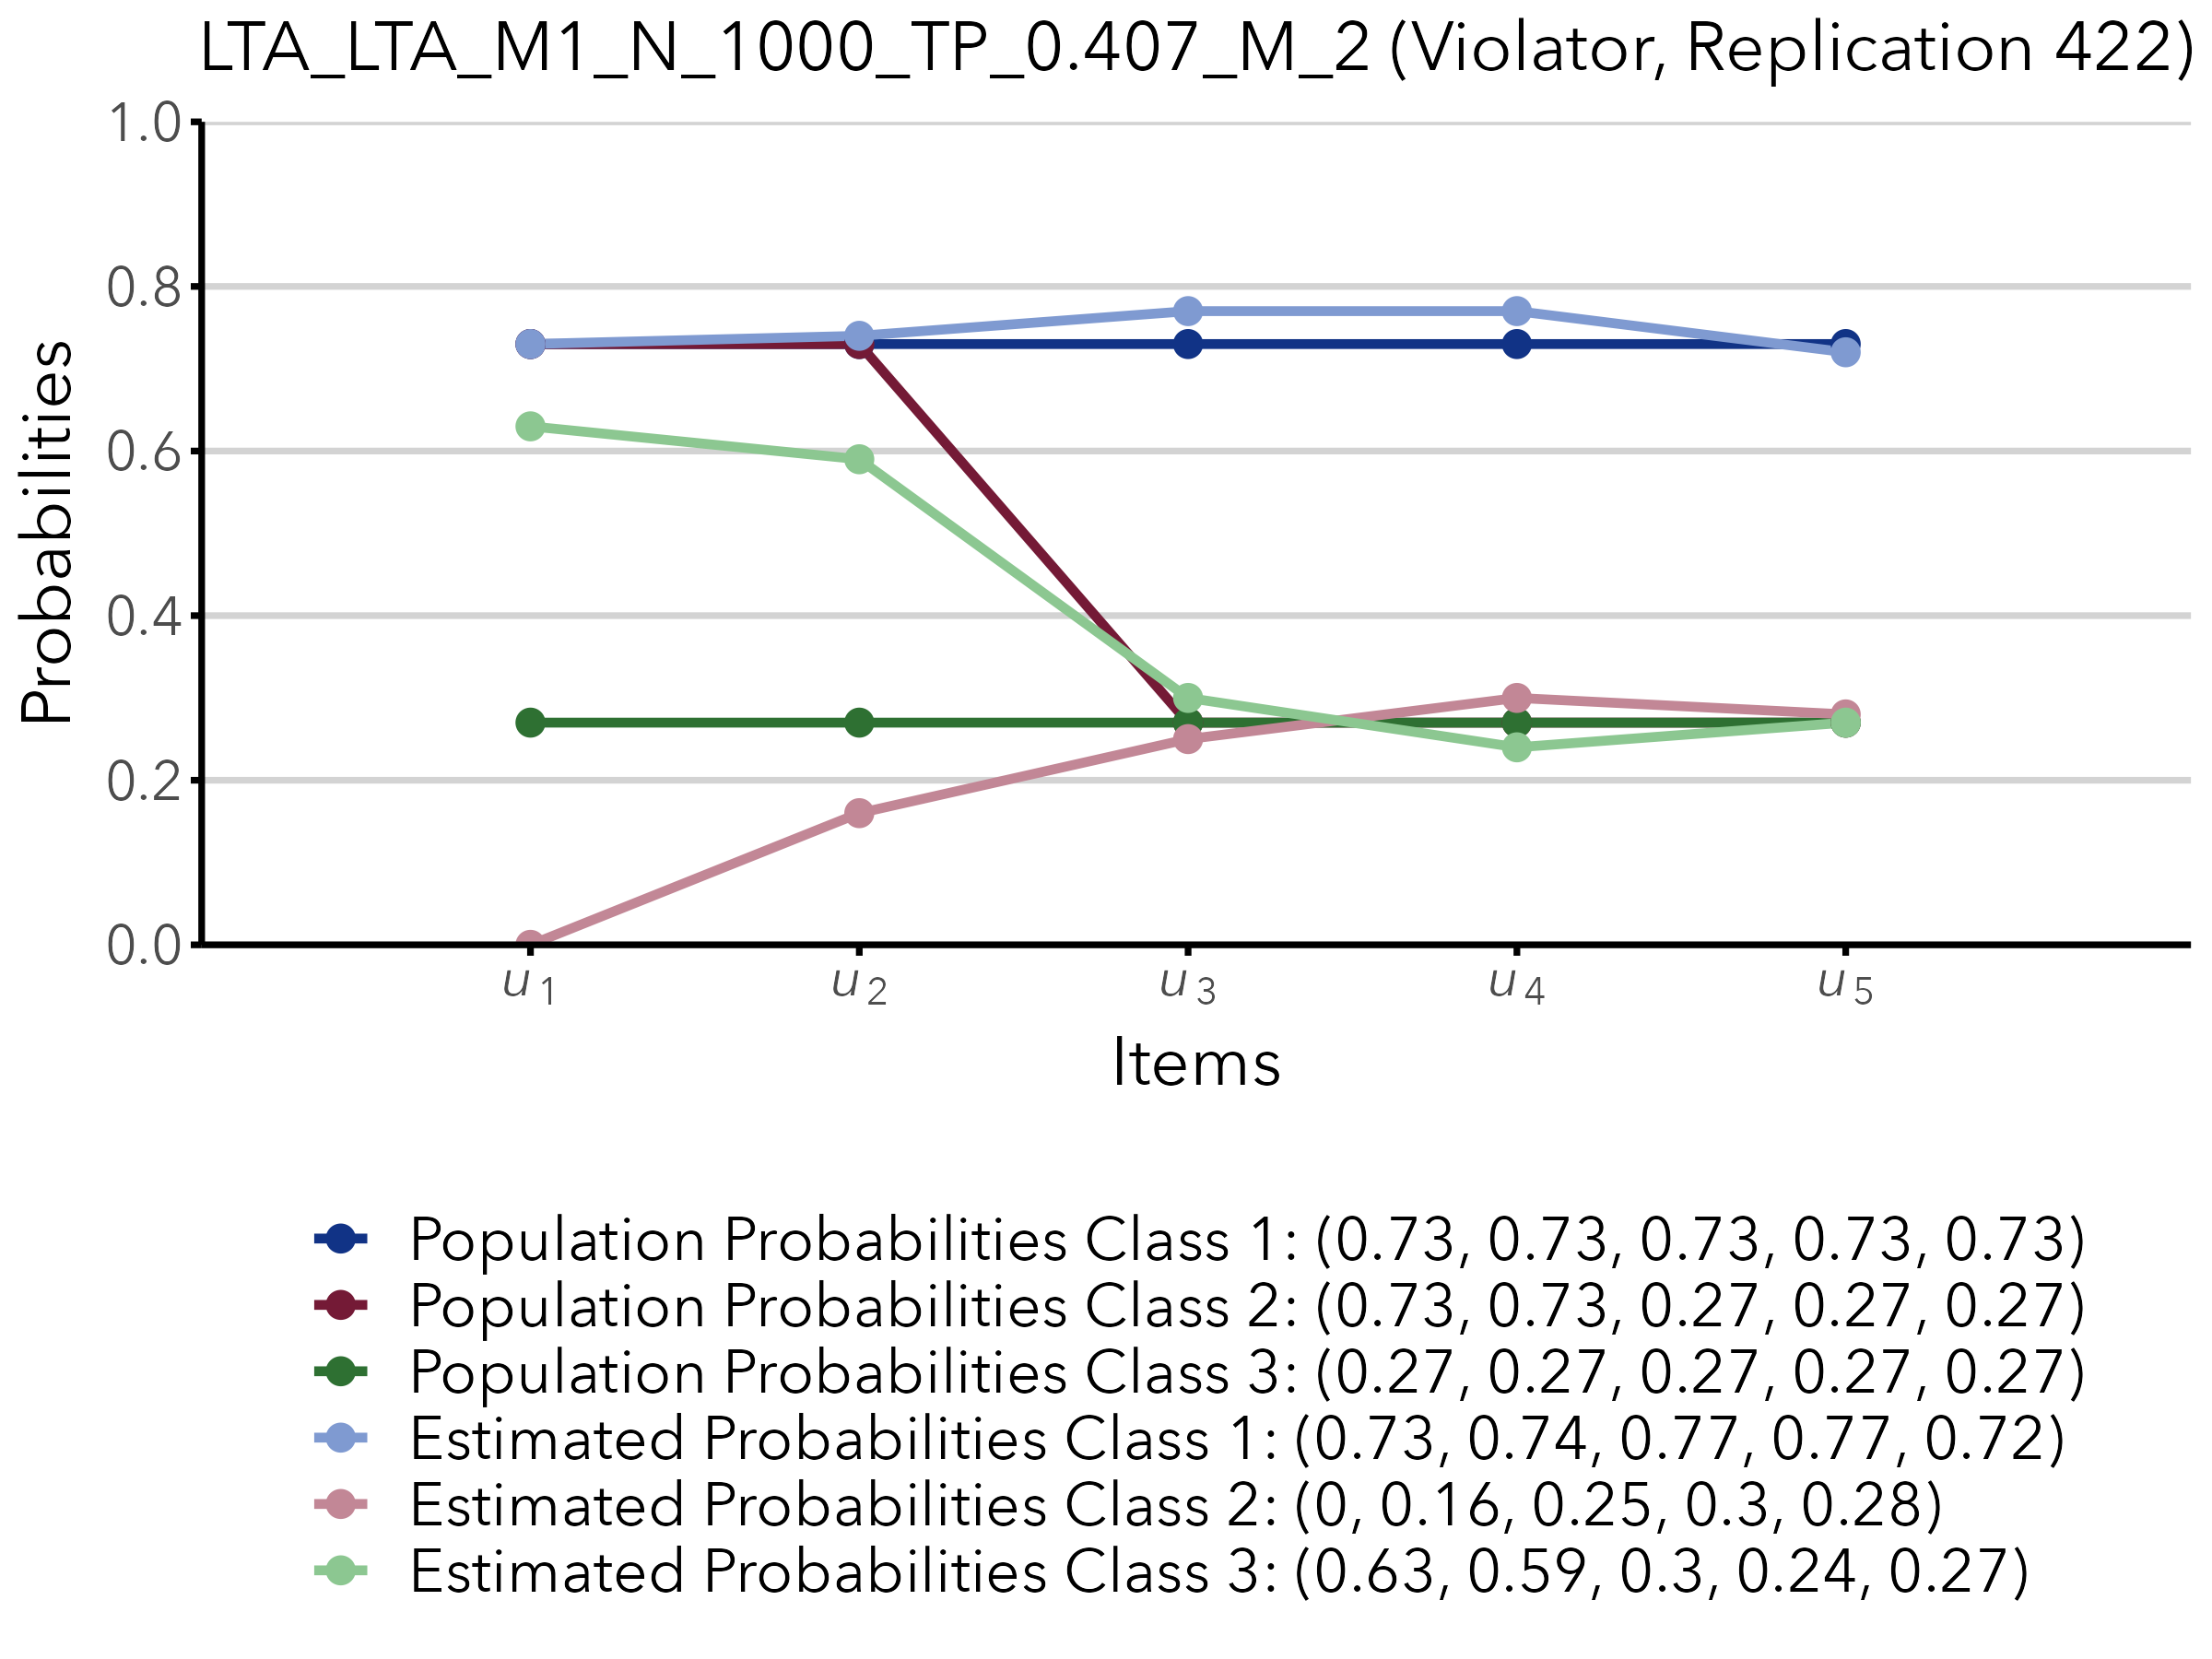 LTA_LTA_M1_N_1000_TP_0.407_M_2 (Violator, Replication 422)
1.0
0.8
0.6
0.4
0.2
0.0
Probabilities
u1
u2
u3
u4
u5
Items
Population Probabilities Class 1: (0.73, 0.73, 0.73, 0.73, 0.73)
Population Probabilities Class 2: (0.73, 0.73, 0.27, 0.27, 0.27)
Population Probabilities Class 3: (0.27, 0.27, 0.27, 0.27, 0.27)
Estimated Probabilities Class 1: (0.73, 0.74, 0.77, 0.77, 0.72)
Estimated Probabilities Class 2: (0, 0.16, 0.25, 0.3, 0.28)
Estimated Probabilities Class 3: (0.63, 0.59, 0.3, 0.24, 0.27)